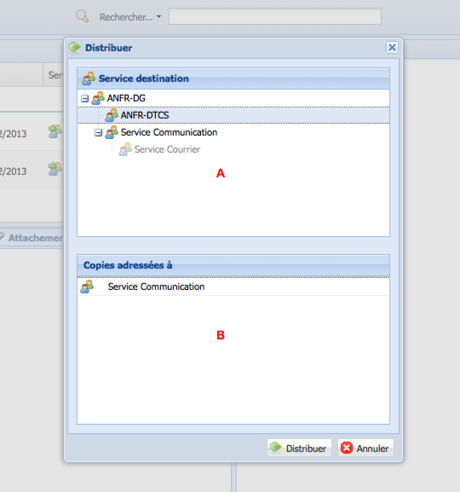 Rechercher...
Distribuer
Ser
Service destination
ANFR-DG
ANFR-DTCS
2/2013
Service Communication
Service Courrier
2/2013
A
Attachemen
Copies adressées à
Service Communication
B
Distribuer
Annuler